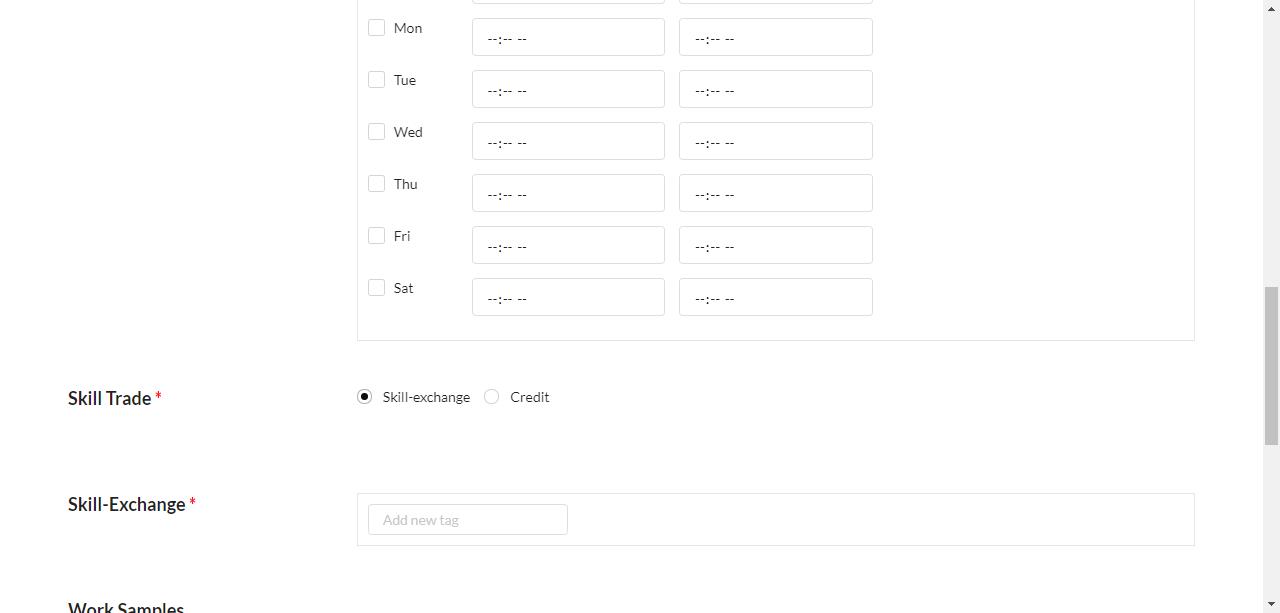 Mon --:-- -- --:-- --
Tue --:-- -- --:-- --
Wed --:-- -- --:-- --
Thu --:-- -- --:-- --
Fri --:-- -- --:-- --
Sat --:-- -- --:-- --
Skill Trade * Skill-exchange Credit
Skill-Exchange * Add new tag
Work Samples